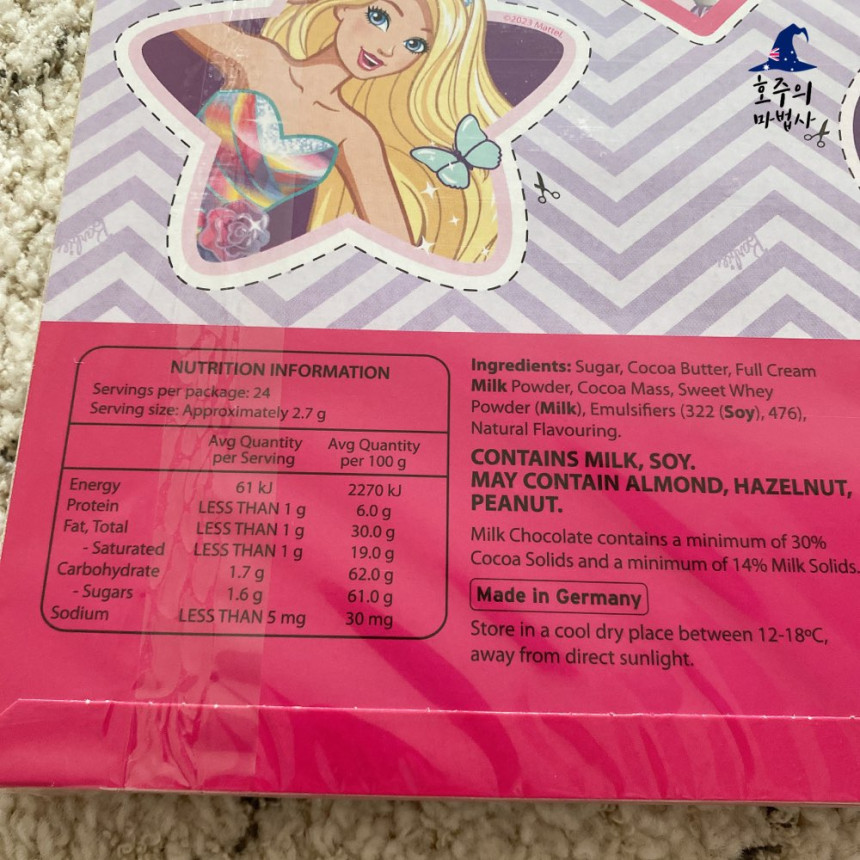 ©2023 Mattel.
호주의
마법사
Barbie
Barbie
NUTRITION INFORMATION
Servings per package: 24
Serving size: Approximately 2.7 g
Avg Quantity per Serving Avg Quantity per 100 g
Energy 61 kJ 2270 kJ
Protein LESS THAN 1 g 6.0 g
Fat, Total LESS THAN 1 g 30.0 g
- Saturated LESS THAN 1 g 19.0 g
Carbohydrate 1.7 g 62.0 g
- Sugars 1.6 g 61.0 g
Sodium LESS THAN 5 mg 30 mg
Ingredients: Sugar, Cocoa Butter, Full Cream
Milk Powder, Cocoa Mass, Sweet Whey
Powder (Milk), Emulsifiers (322 (Soy), 476),
Natural Flavouring.
CONTAINS MILK, SOY.
MAY CONTAIN ALMOND, HAZELNUT,
PEANUT.
Milk Chocolate contains a minimum of 30%
Cocoa Solids and a minimum of 14% Milk Solids.
Made in Germany
Store in a cool dry place between 12-18ºC,
away from direct sunlight.